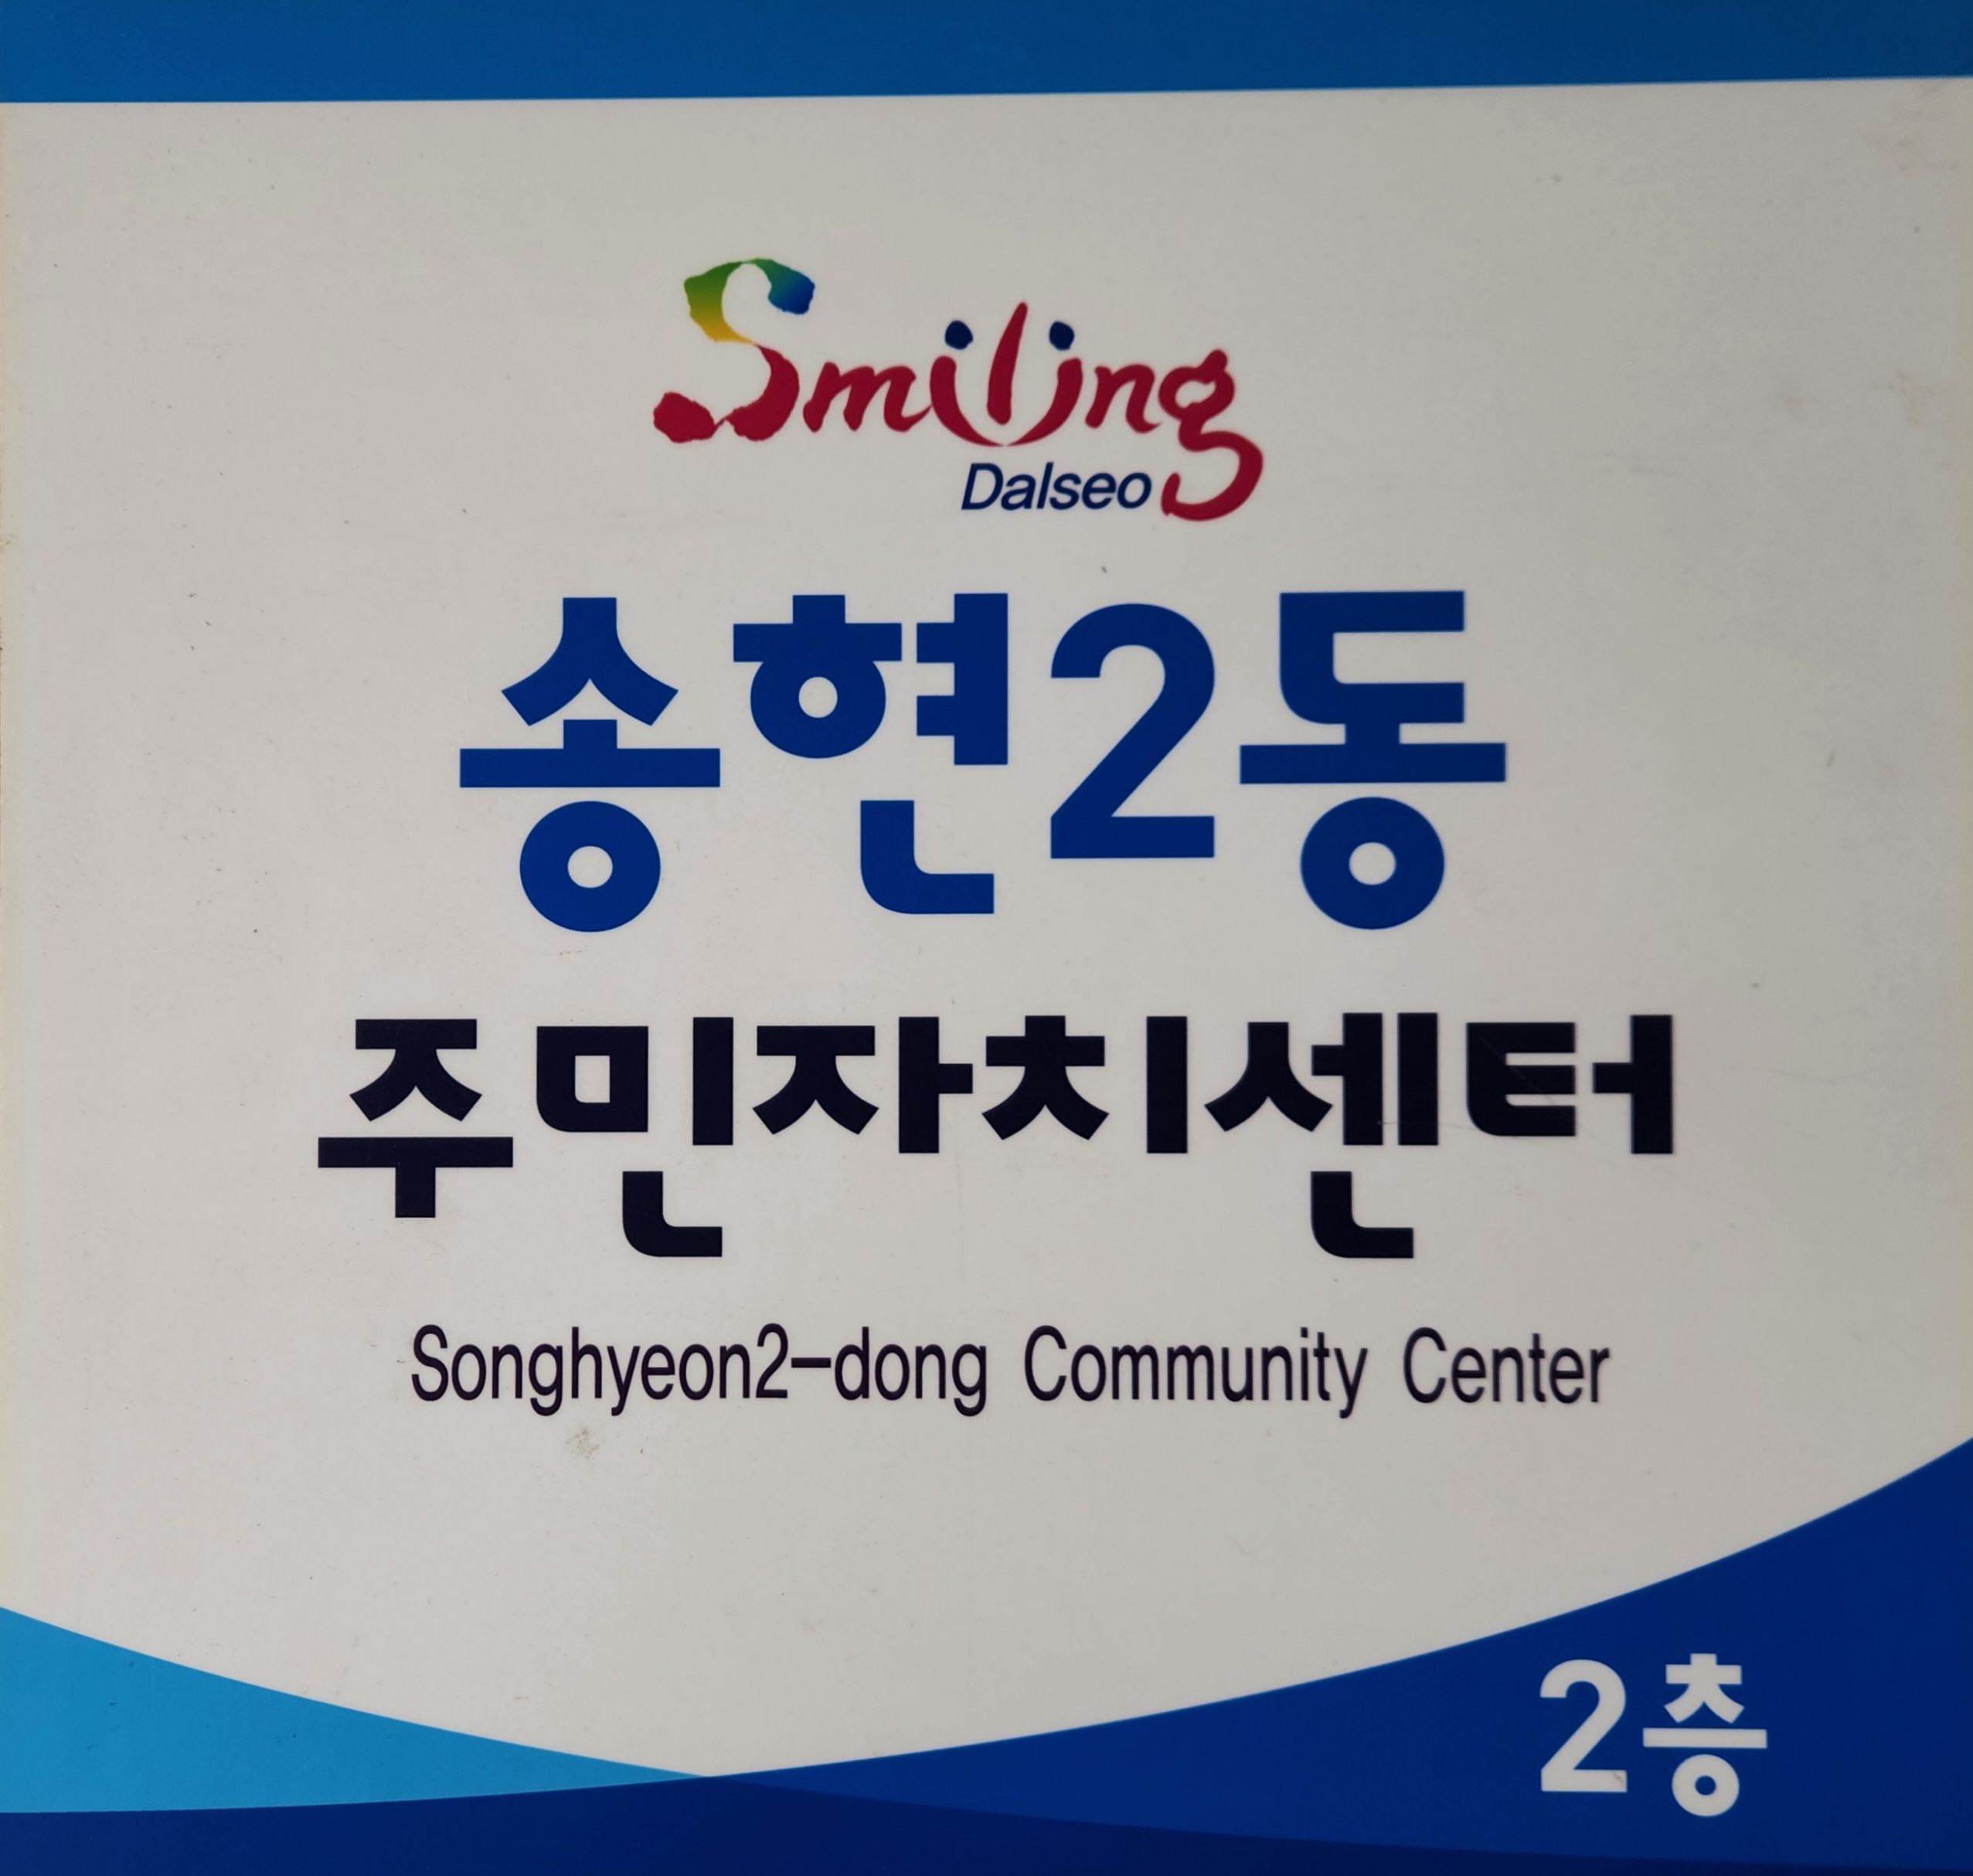 Smiling
Dalseo
송현2동
주민자치센터
Songhyeon2-dong Community Center
2층